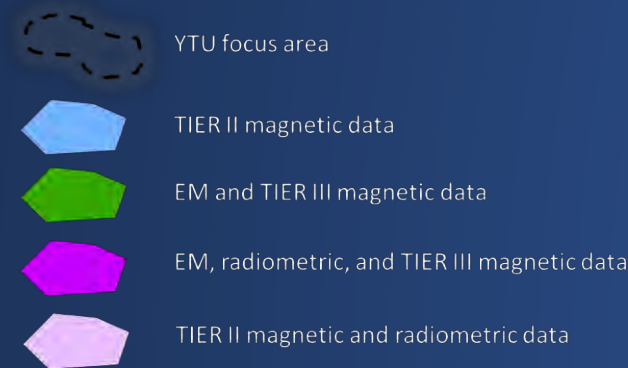 YTU focus area
TIER II magnetic data
EM and TIER III magnetic data
EM, radiometric, and TIER III magnetic data
TIER II magnetic and radiometric data